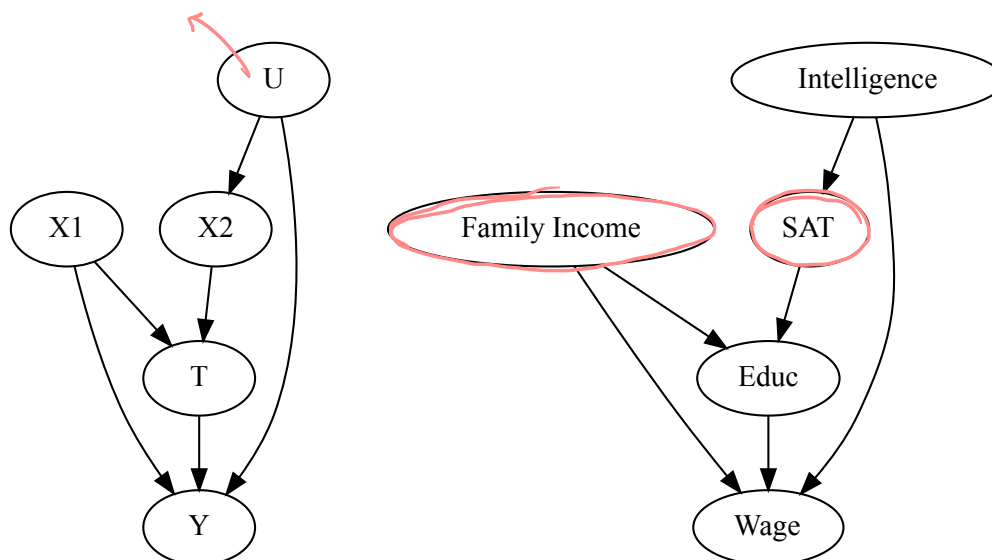 U
X1
X2
T
Y
Intelligence
Family Income
SAT
Educ
Wage